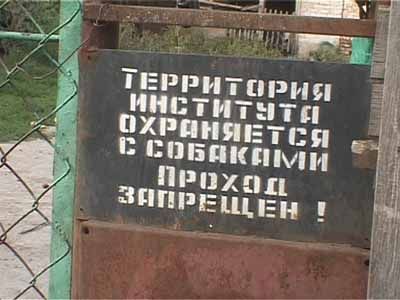 ТЕРРИТОРИЯ
ИНСТИТУТА
ОХРАНЯЕТСЯ
С СОБАКАМИ
ПРОХОД
ЗАПРЕЩЕН !